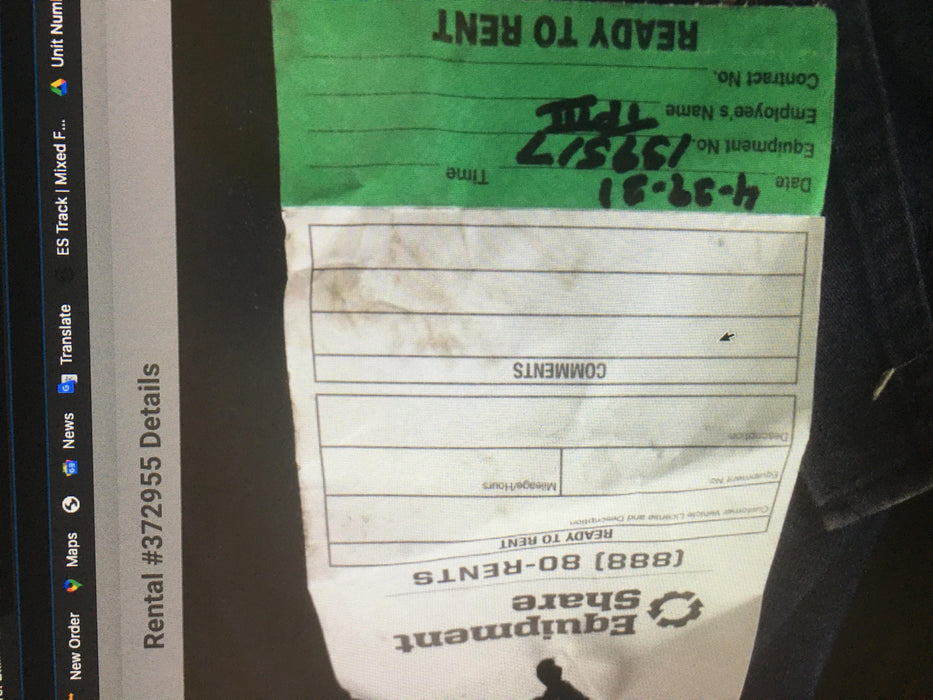 New Order
Maps
News
Translate
ES Track | Mixed F...
Unit Num
Rental #372955 Details
Equipment
Share
(888) 80-RENTS
READY TO RENT
Customer Vehicle License and Description
Equipment No
Mileage/Hours
Description
COMMENTS
Date 4-29-21 Time
Equipment No. 139517
Employee's Name TPIII
Contract No.
READY TO RENT